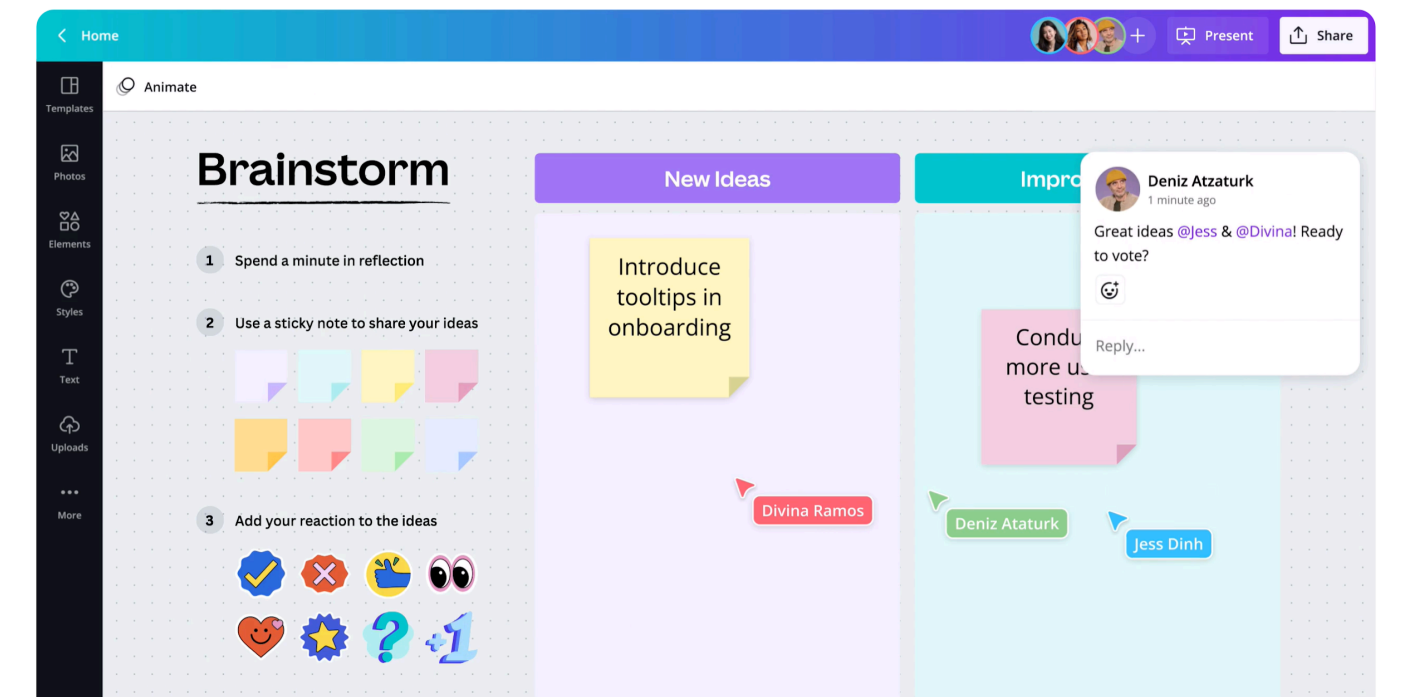 Home
Present
Share
Animate
Templates
Photos
Elements
Styles
Text
Uploads
More
Brainstorm
1 Spend a minute in reflection
2 Use a sticky note to share your ideas
3 Add your reaction to the ideas
+1
New Ideas
Introduce
tooltips in
onboarding
Divina Ramos
more
testing
Deniz Ataturk
Jess Dinh
Deniz Atzaturk
1 minute ago
Great ideas @Jess & @Divina! Ready
to vote?
Reply...